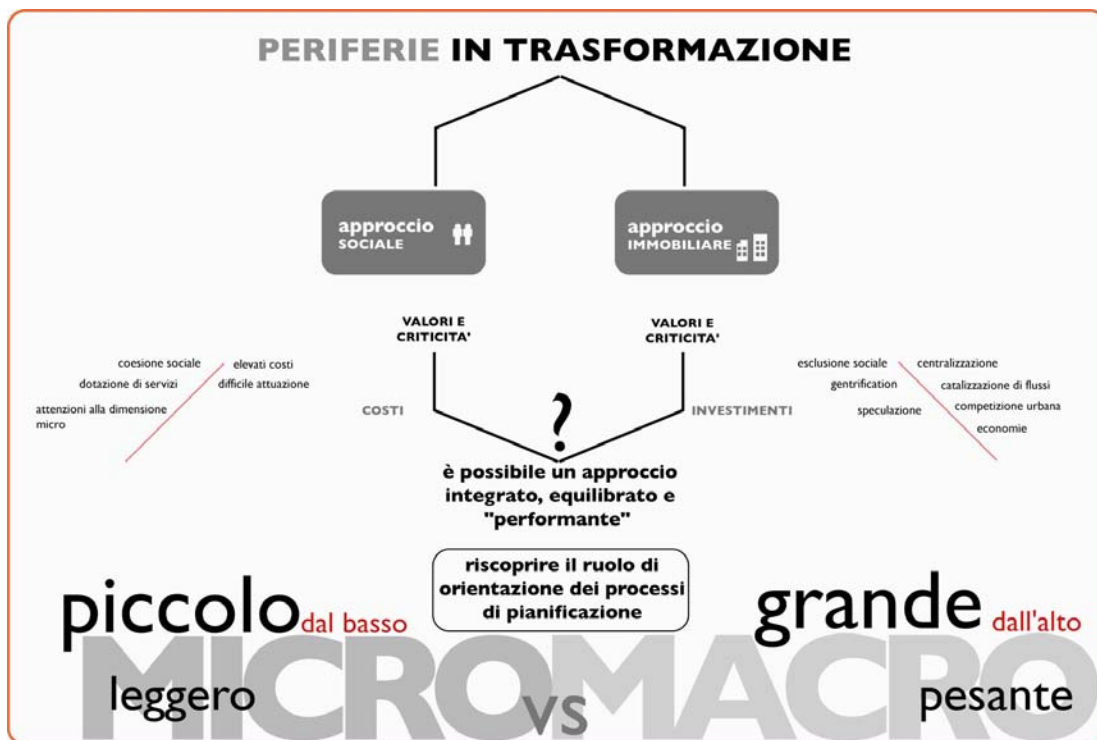 PERIFERIE IN TRASFORMAZIONE
approccio
SOCIALE
approccio
IMMOBILIARE
VALORI E
CRITICITA'
VALORI E
CRITICITA'
coesione sociale
dotazione di servizi
attenzioni alla dimensione
micro
elevati costi
difficile attuazione
esclusione sociale
gentrification
speculazione
centralizzazione
catalizzazione di flussi
competizione urbana
economie
COSTI
?
INVESTIMENTI
è possibile un approccio
integrato, equilibrato e
"performante"
riscoprire il ruolo di
orientazione dei processi
di pianificazione
piccolo dal basso
grande dall'alto
MICROMACRO
leggero
vs
pesante